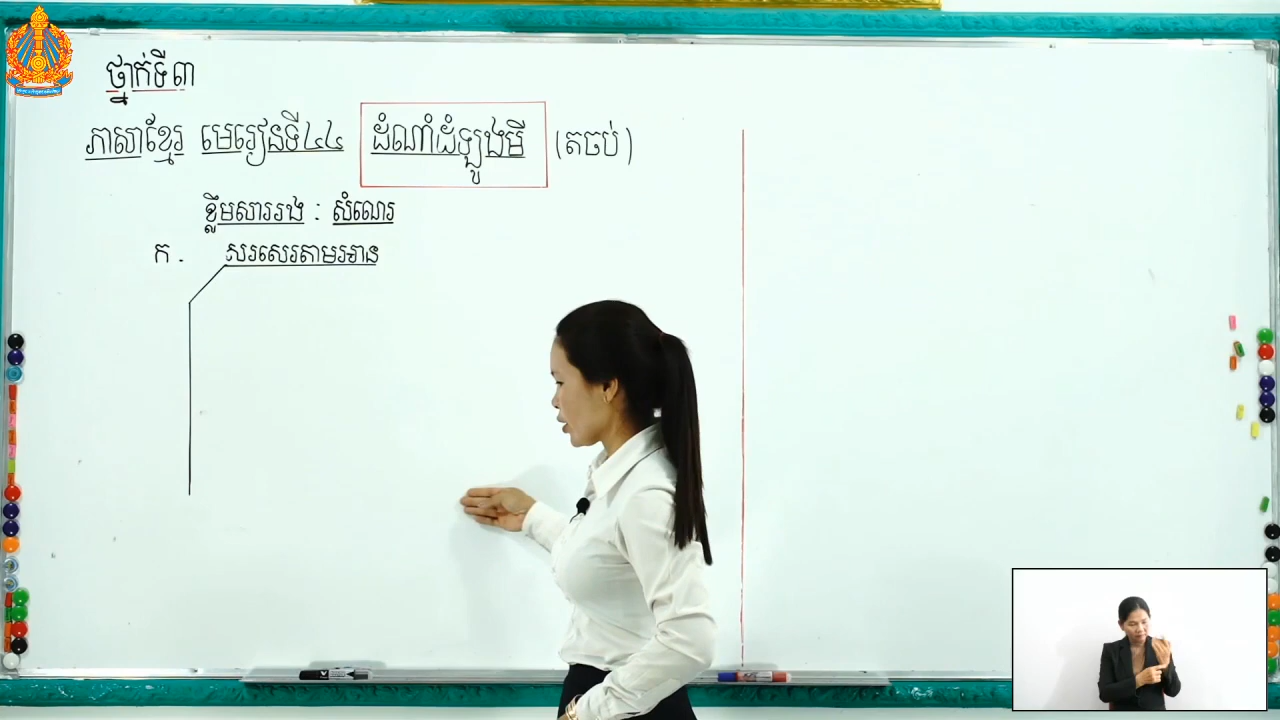 ថ្នាក់ទី៣
ភាសាខ្មែរ មេរៀនទី៤៤ ដំណាំដំឡូងមី (តចប់)
ខ្លឹមសាររង : សំណេរ
ក . សរសេរតាមអាន